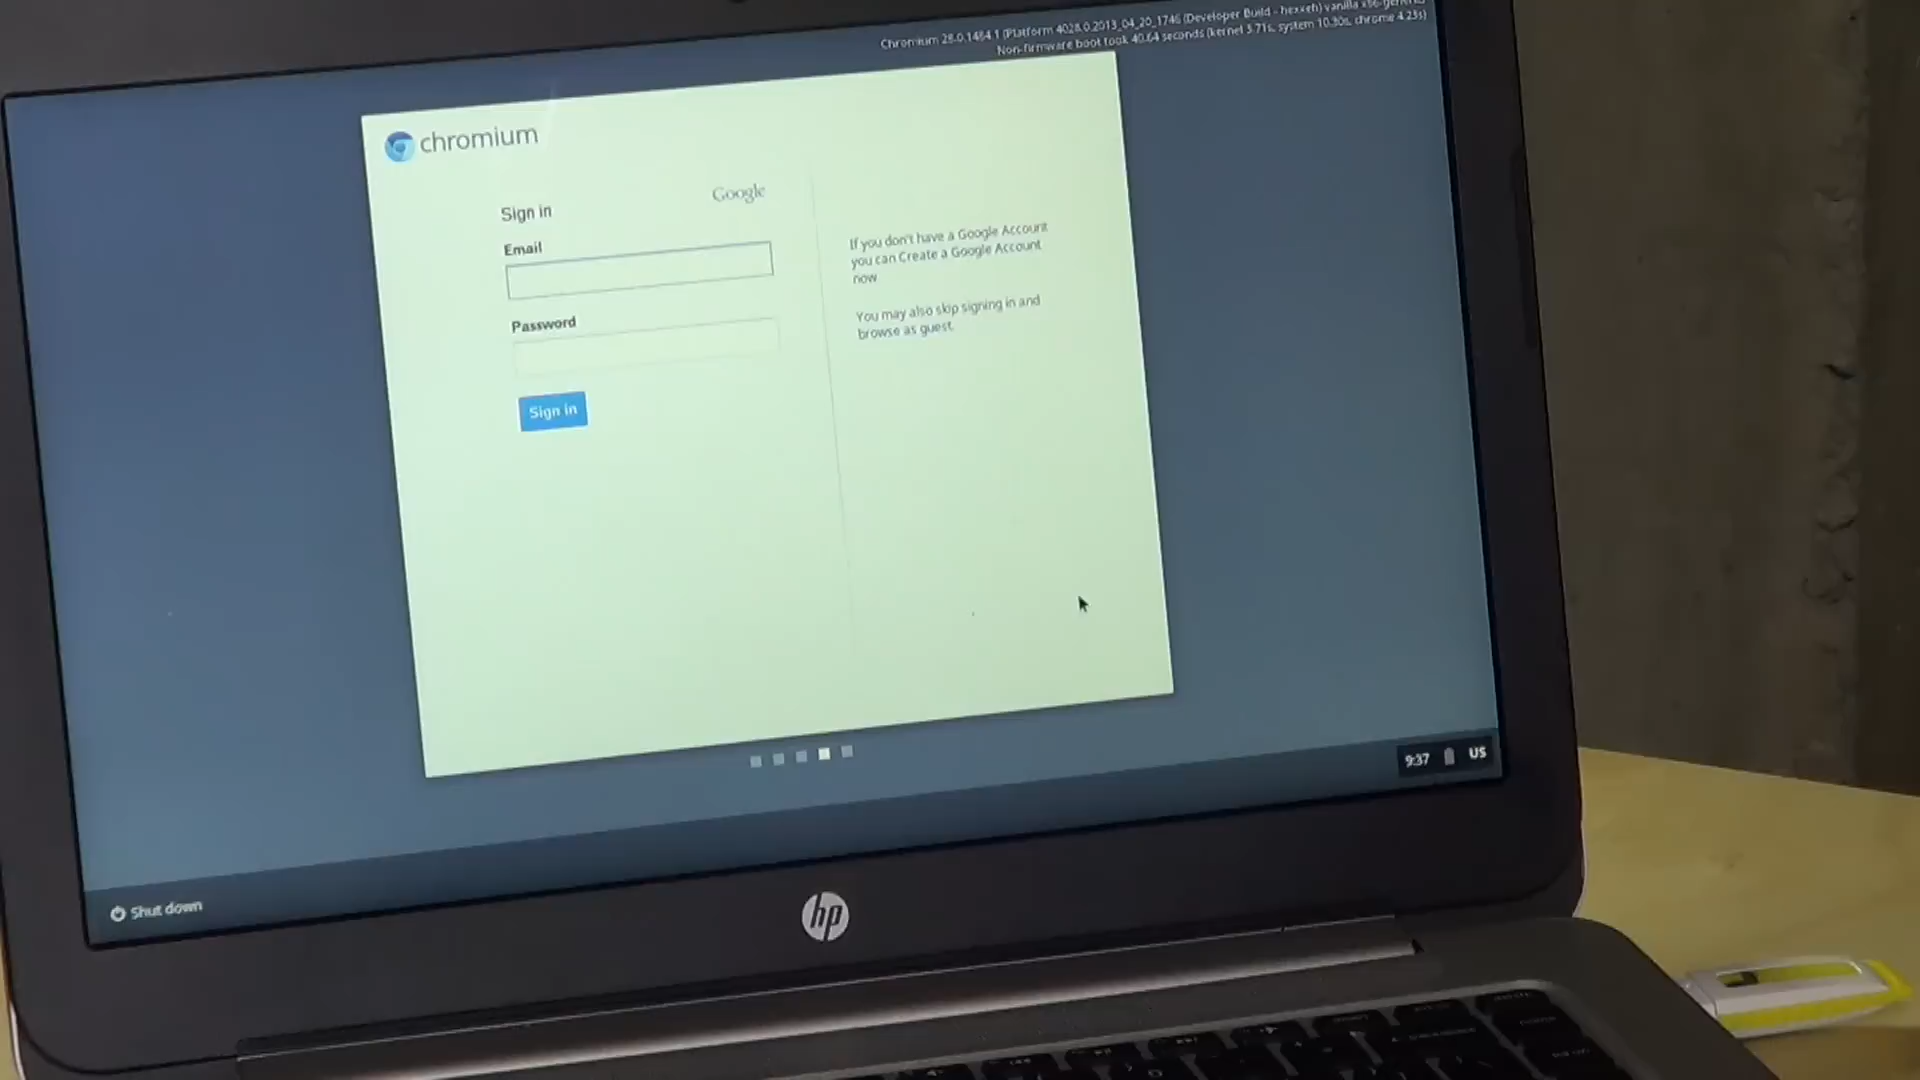 Chromium 28.0.1484.1 (Platform 4028.0.2013_04_20_1746 (Developer Build - hexxeh) vanilla x86-generic
Non-firmware boot took 40.64 seconds (kernel 3.71s, system 10.30s, chrome 4.23s)
chromium
Google
Sign in
Email
Password
Sign in
If you don't have a Google Account
you can Create a Google Account
now
You may also skip signing in and
browse as guest.
9:37 US
Shut down
hp